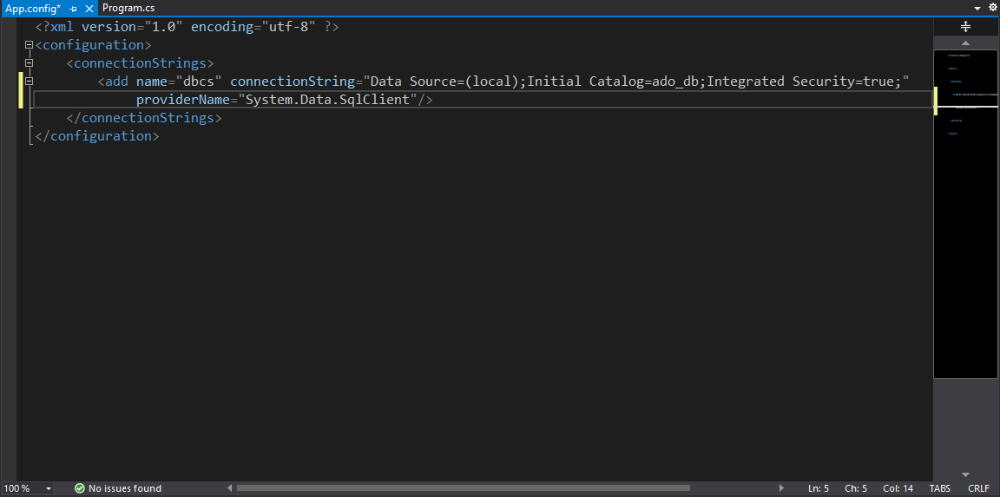 App.config* Program.cs
<?xml version="1.0" encoding="utf-8" ?>
<configuration>
<connectionStrings>
<add name="dbcs" connectionString="Data Source=(local);Initial Catalog=ado_db;Integrated Security=true;"
providerName="System.Data.SqlClient"/>
</connectionStrings>
</configuration>
100 % No issues found Ln: 5 Ch: 5 Col: 14 TABS CRLF